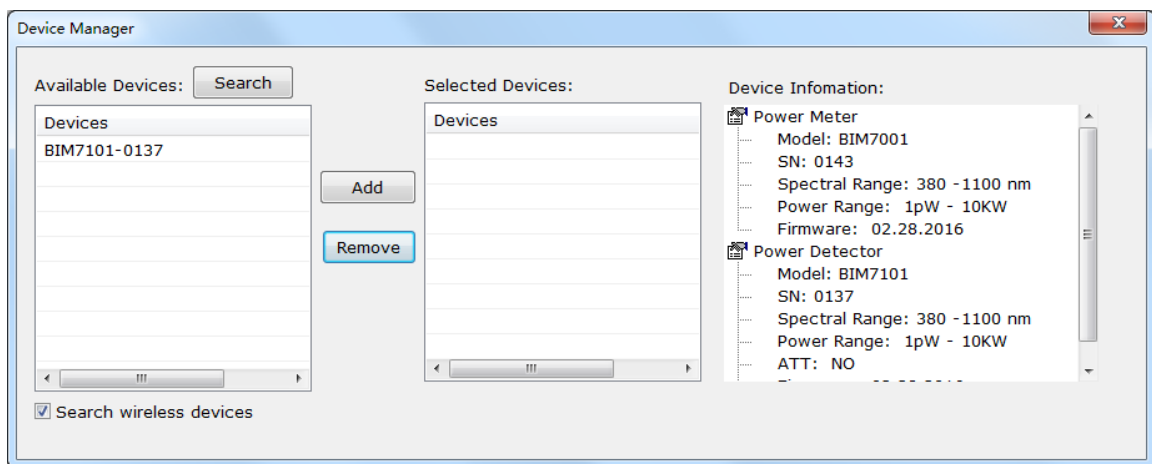 Device Manager
Available Devices: Search
Devices
BIM7101-0137
Search wireless devices
Add
Remove
Selected Devices:
Devices
Device Infomation:
Power Meter
Model: BIM7001
SN: 0143
Spectral Range: 380 -1100 nm
Power Range: 1pW - 10KW
Firmware: 02.28.2016
Power Detector
Model: BIM7101
SN: 0137
Spectral Range: 380 -1100 nm
Power Range: 1pW - 10KW
ATT: NO